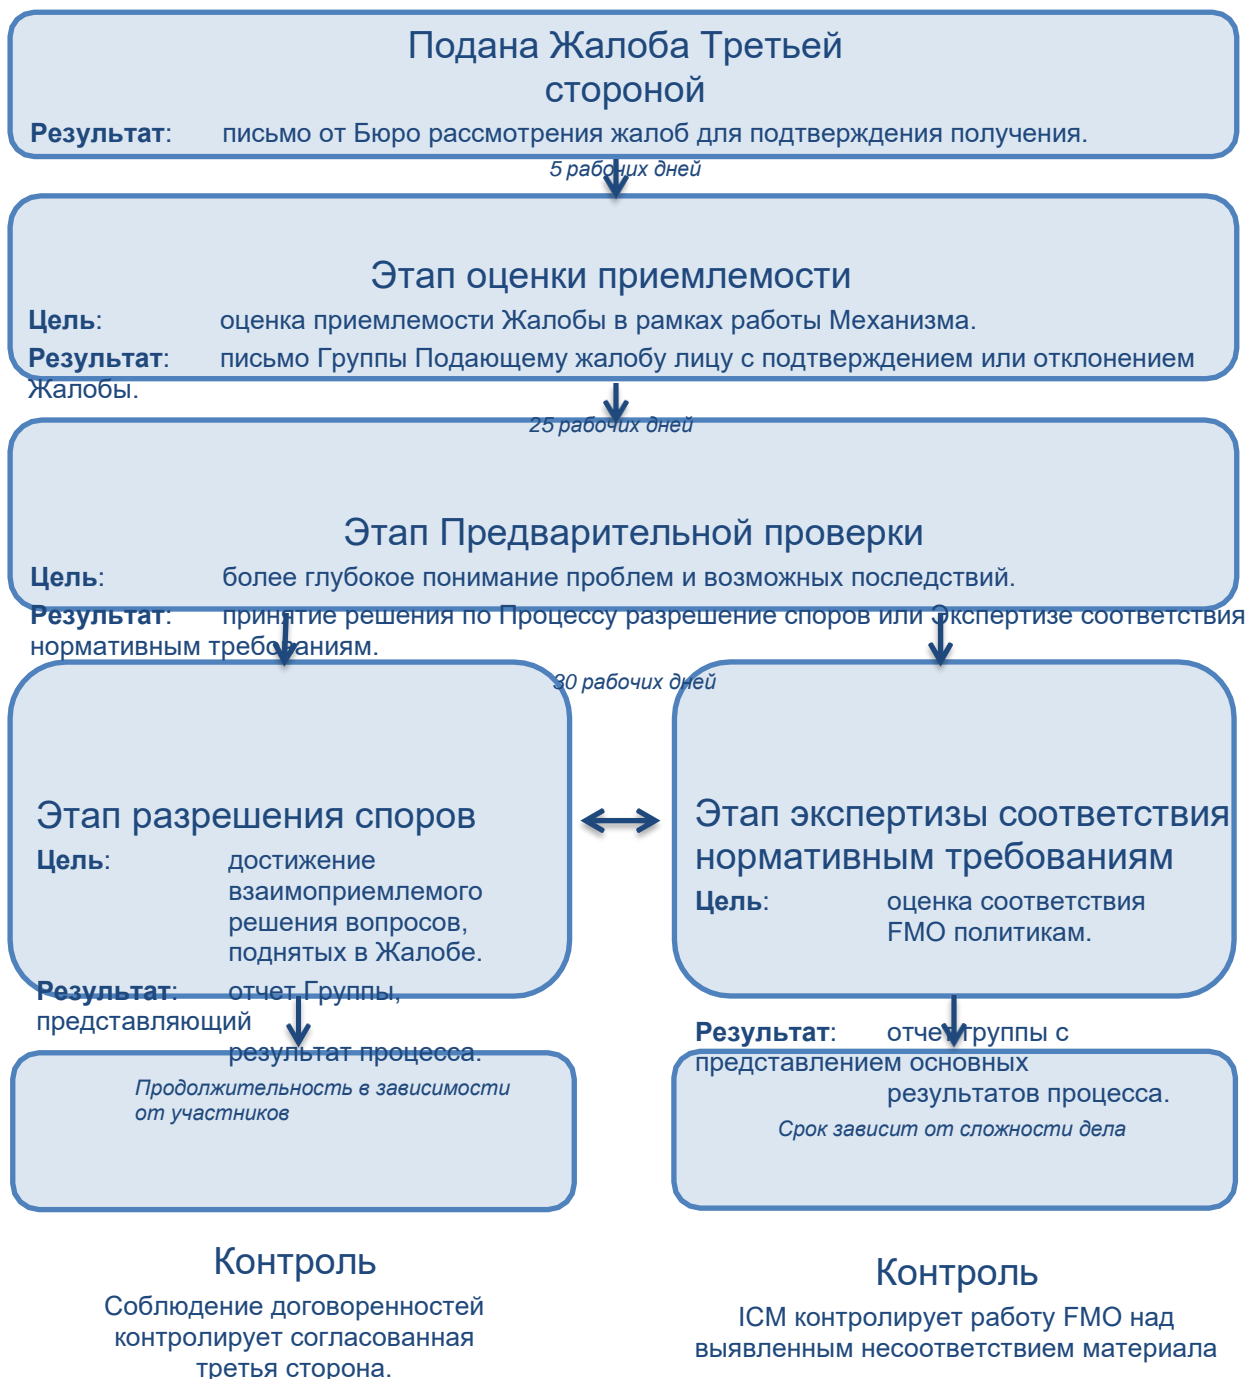 Подана Жалоба Третьей
стороной
Результат: письмо от Бюро рассмотрения жалоб для подтверждения получения.
5 рабочих дней
Этап оценки приемлемости
Цель: оценка приемлемости Жалобы в рамках работы Механизма.
Результат: письмо Группы Подающему жалобу лицу с подтверждением или отклонением
Жалобы.
25 рабочих дней
Этап Предварительной проверки
Цель: более глубокое понимание проблем и возможных последствий.
Результат: принятие решения по Процессу разрешение споров или Экспертизе соответствия
нормативным требованиям.
30 рабочих дней
Этап разрешения споров
Цель: достижение
взаимоприемлемого
решения вопросов,
поднятых в Жалобе.
Результат: отчет Группы,
представляющий
результат процесса.
Продолжительность в зависимости
от участников
Этап экспертизы соответствия
нормативным требованиям
Цель: оценка соответствия
FMO политикам.
Результат: отчет группы с
представлением основных
результатов процесса.
Срок зависит от сложности дела
Контроль
Соблюдение договоренностей
контролирует согласованная
третья сторона.
Контроль
ICM контролирует работу FMO над
выявленным несоответствием материала